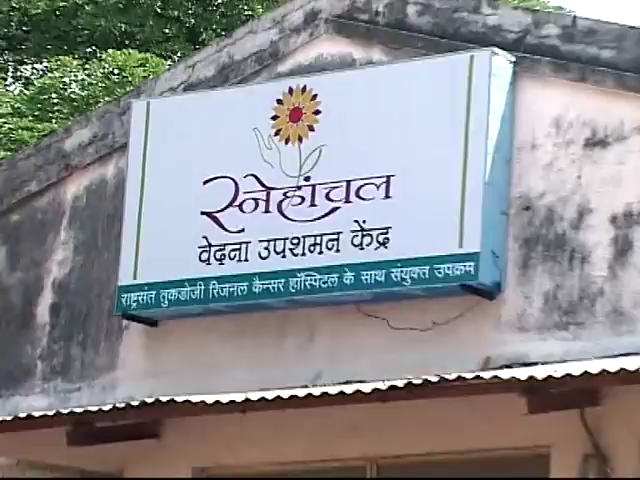 स्नेहांचल
वेदना उपशमन केंद्र
राष्ट्रसंत तुकडोजी रिजनल कैन्सर हॉस्पिटल के साथ संयुक्त उपक्रम